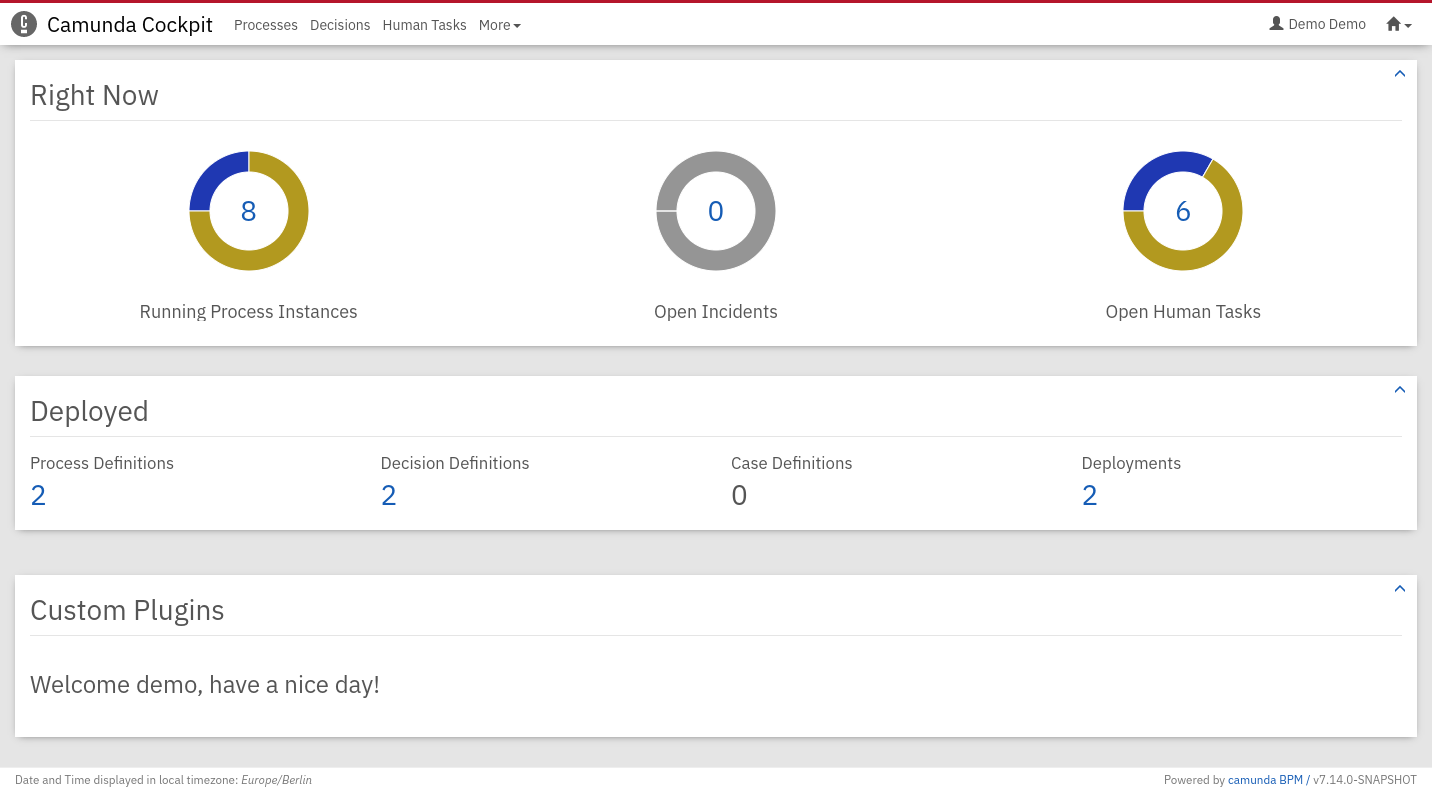 Camunda Cockpit Processes Decisions Human Tasks More Demo Demo
Right Now
8 0 6
Running Process Instances Open Incidents Open Human Tasks
Deployed
Process Definitions Decision Definitions Case Definitions Deployments
2 2 0 2
Custom Plugins
Welcome demo, have a nice day!
Date and Time displayed in local timezone: Europe/Berlin Powered by camunda BPM / v7.14.0-SNAPSHOT